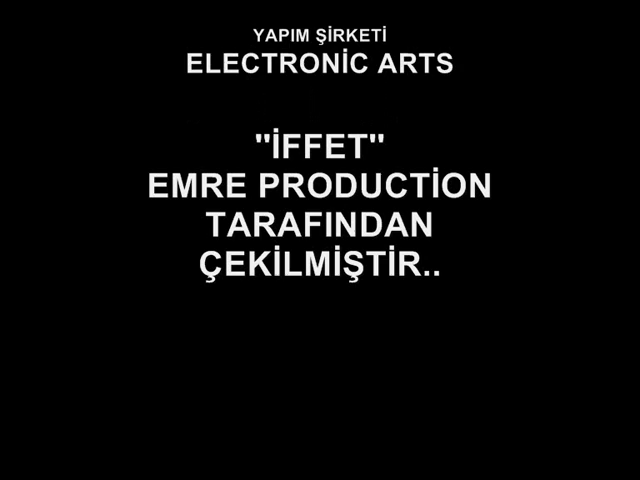 YAPIM ŞİRKETİ
ELECTRONİC ARTS
"İFFET"
EMRE PRODUCTİON
TARAFINDAN
ÇEKİLMİŞTİR..